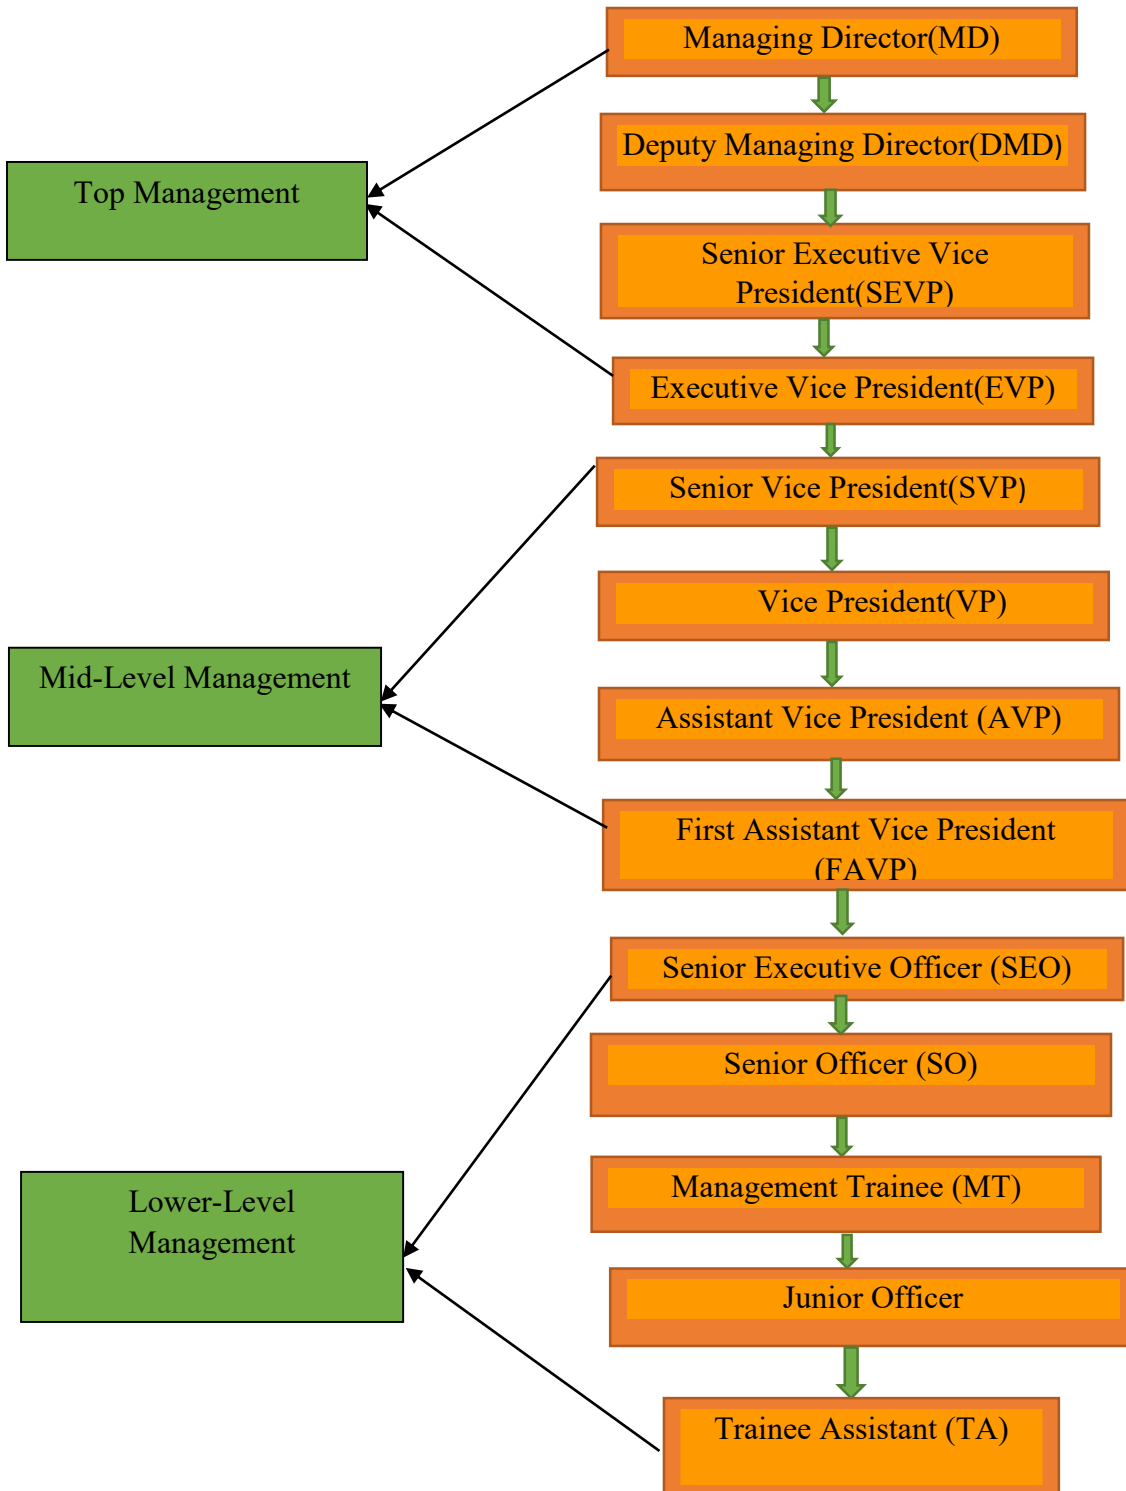 Managing Director(MD)
Deputy Managing Director(DMD)
Top Management
Senior Executive Vice
President(SEVP)
Executive Vice President(EVP)
Senior Vice President(SVP)
Vice President(VP)
Mid-Level Management
Assistant Vice President (AVP)
First Assistant Vice President
(FAVP)
Senior Executive Officer (SEO)
Senior Officer (SO)
Management Trainee (MT)
Lower-Level
Management
Junior Officer
Trainee Assistant (TA)